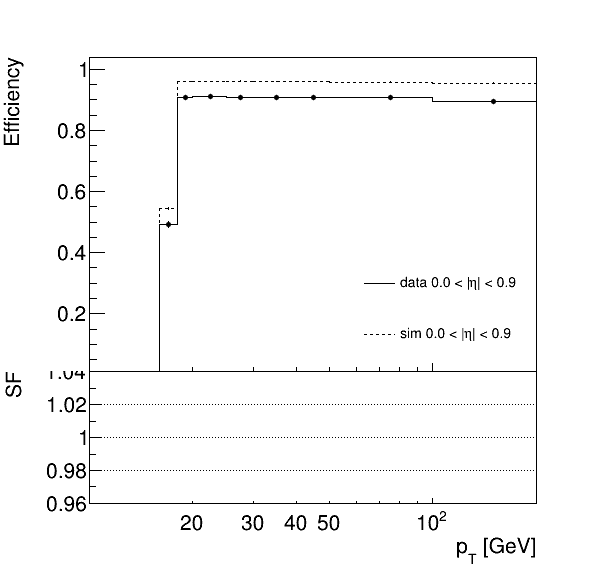 Efficiency
1
0.8
0.6
0.4
0.2
data 0.0 < |η| < 0.9
sim 0.0 < |η| < 0.9
SF
1.04
1.02
1
0.98
0.96
20 30 40 50 10²
p_T [GeV]